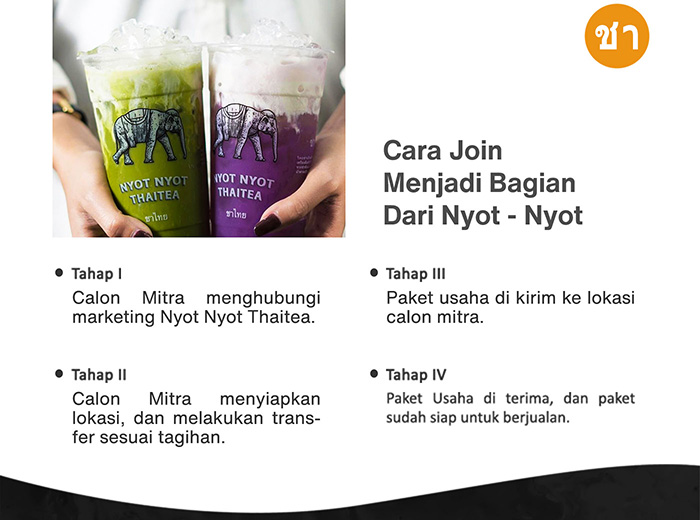 ชา
NYOT NYOT
THAITEA
ชาไทย
NYOT NYOT
THAITEA
ชาไทย
Cara Join
Menjadi Bagian
Dari Nyot - Nyot
Tahap I
Calon Mitra menghubungi
marketing Nyot Nyot Thaitea.
Tahap II
Calon Mitra menyiapkan
lokasi, dan melakukan trans-
fer sesuai tagihan.
Tahap III
Paket usaha di kirim ke lokasi
calon mitra.
Tahap IV
Paket Usaha di terima, dan paket
sudah siap untuk berjualan.